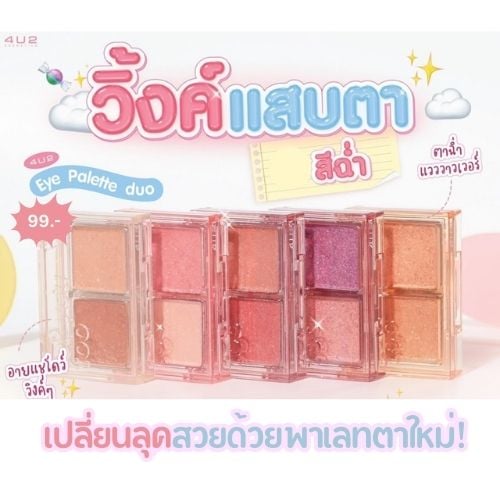 4U2
COSMETICS
วิ้งค์แสบตา
สีฉ่ำ
ตาฉ่ำ
แวววาวเวอร์
4U2
Eye Palette duo
99.-
อายแชโดว์
วิงค์ๆ
เปลี่ยนลุคสวยด้วยพาเลทตาใหม่!